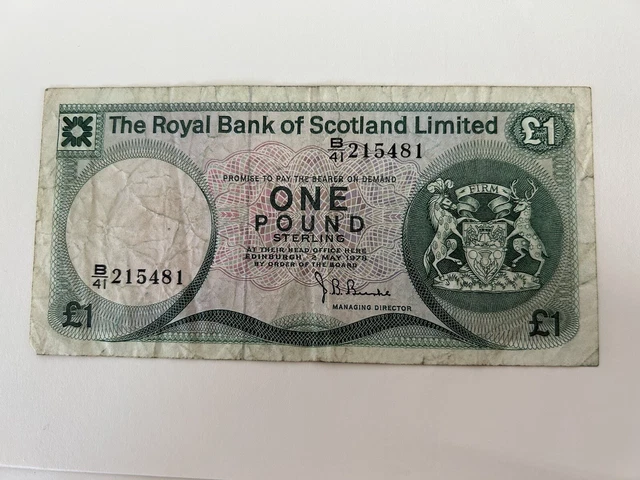 The Royal Bank of Scotland Limited £1
B/41 215481
PROMISE TO PAY THE BEARER ON DEMAND
ONE
POUND
STERLING
AT THEIR HEAD OFFICE HERE
EDINBURGH, 2 MAY 1978
BY ORDER OF THE BOARD
MANAGING DIRECTOR
FIRM
B/41 215481
£1
£1